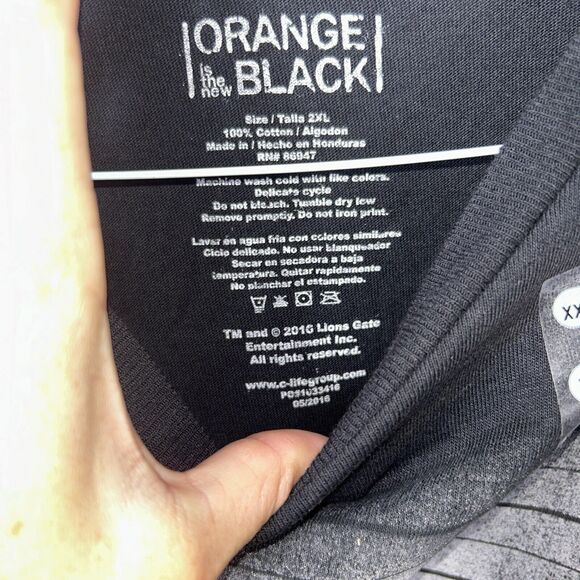 ORANGE
is the new BLACK
Size / Talla 2XL
100% Cotton / Algodon
Made in / Hecho en Honduras
RN# 86947
Machine wash cold with like colors.
Delicate cycle
Do not bleach. Tumble dry low
Remove promptly. Do not iron print.
Lavar en agua fria con colores similares
Ciclo delicado. No usar blanqueador
Secar en secadora a baja
temperatura. Quitar rapidamente
No planchar el estampado.
TM and © 2016 Lions Gate
Entertainment Inc.
All rights reserved.
www.c-lifegroup.com
PO51033416
05/2016